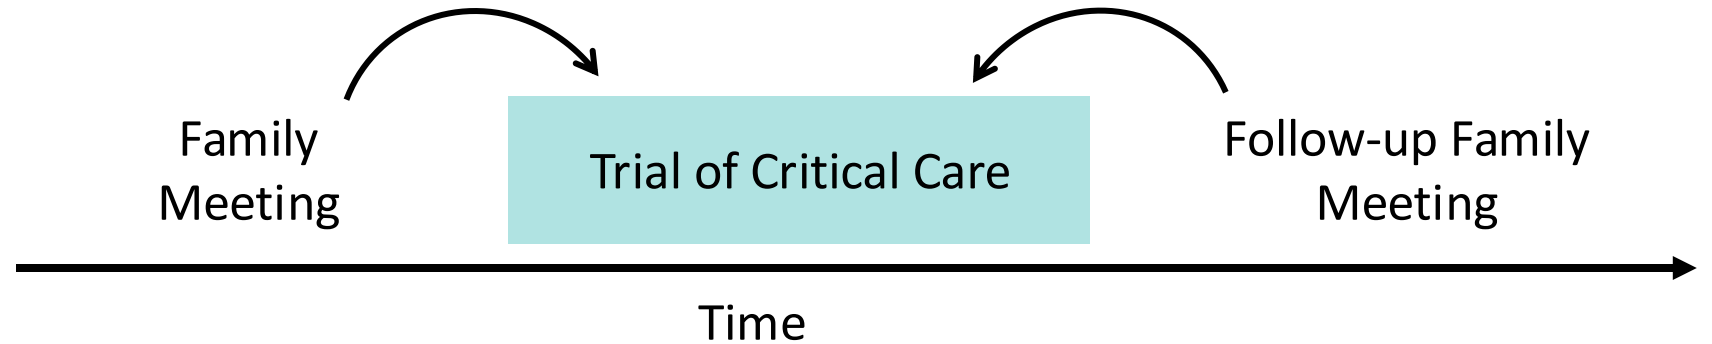 Family
Meeting
Trial of Critical Care
Follow-up Family
Meeting
Time